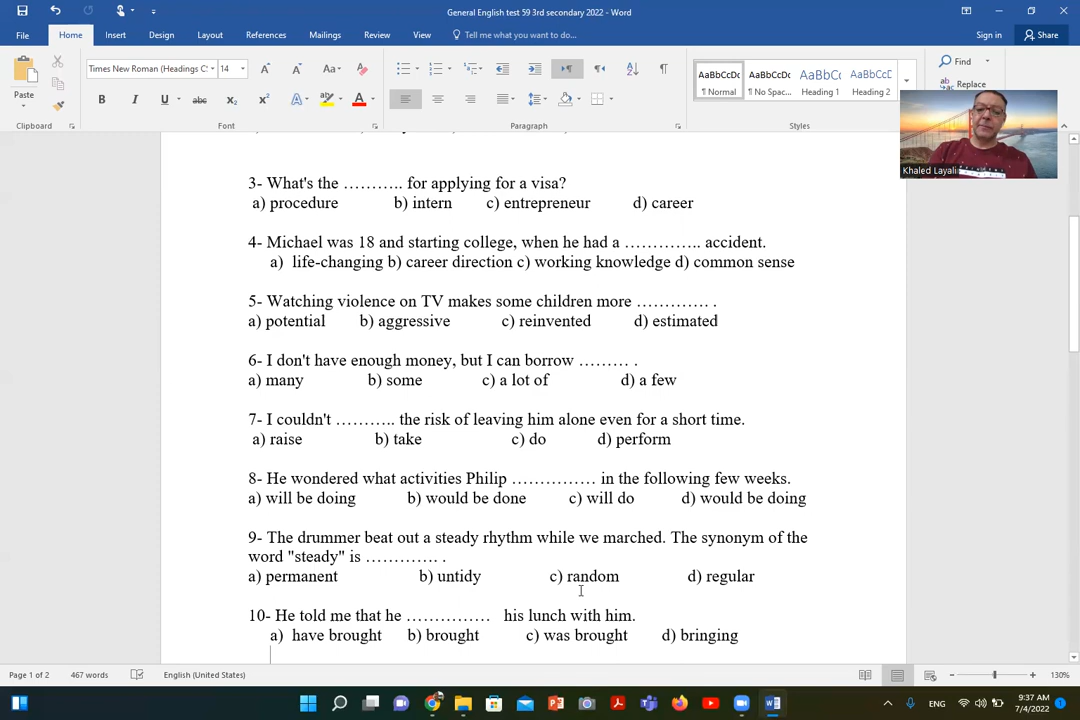 General English test 59 3rd secondary 2022 - Word
File Home Insert Design Layout References Mailings Review View Tell me what you want to do... Sign in Share
Paste Times New Roman (Headings C: 14 AaBbCcDc AaBbCcDc AaBbCc AaBbCcD Find
¶ Normal ¶ No Spac... Heading 1 Heading 2 Replace
Clipboard Font Paragraph Styles
Khaled Layali
3- What's the ……….. for applying for a visa?
a) procedure b) intern c) entrepreneur d) career
4- Michael was 18 and starting college, when he had a ………….. accident.
a) life-changing b) career direction c) working knowledge d) common sense
5- Watching violence on TV makes some children more …………. .
a) potential b) aggressive c) reinvented d) estimated
6- I don't have enough money, but I can borrow ……… .
a) many b) some c) a lot of d) a few
7- I couldn't ……….. the risk of leaving him alone even for a short time.
a) raise b) take c) do d) perform
8- He wondered what activities Philip …………… in the following few weeks.
a) will be doing b) would be done c) will do d) would be doing
9- The drummer beat out a steady rhythm while we marched. The synonym of the
word "steady" is …………. .
a) permanent b) untidy c) random d) regular
10- He told me that he …………… his lunch with him.
a) have brought b) brought c) was brought d) bringing
Page 1 of 2 467 words English (United States) 130%
ENG 9:37 AM
7/4/2022